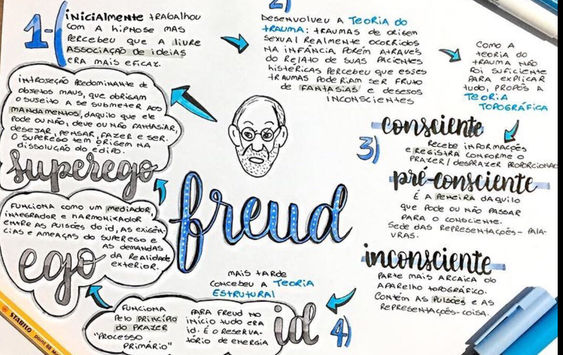 1-
INICIALMENTE TRABALHOU
COM A HIPNOSE MAS
PERCEBEU QUE A LIVRE
ASSOCIAÇÃO DE IDEIAS
ERA MAIS EFICAZ.
2)
DESENVOLVEU A TEORIA DO
TRAUMA: TRAUMAS DE ORIGEM
SEXUAL REALMENTE OCORRIDOS
NA INFÂNCIA PORÉM ATRAVÉS
DO RELATO DE SUAS PACIENTES
HISTÉRICAS PERCEBEU QUE ESSES
TRAUMAS PODERIAM SER FRUTO
DE FANTASIAS E DESEJOS
INCONSCIENTES
COMO A
TEORIA DO
TRAUMA NÃO
FOI SUFICIENTE
PARA EXPLICAR
TUDO, PROPÔS A
TEORIA
TOPOGRÁFICA
3)
consciente
RECEBE INFORMAÇÕES
E REGISTRA CONFORME O
PRAZER/DESPRAZER PROPORCIONADO
pré-consciente
É A PENEIRA DAQUILO
QUE PODE OU NÃO PASSAR
PARA O CONSCIENTE.
SEDE DAS REPRESENTAÇÕES-PALA-
VRAS.
inconsciente
PARTE MAIS ARCAICA DO
APARELHO TOPOGRÁFICO.
CONTÉM AS PULSÕES E AS
REPRESENTAÇÕES-COISA.
freud
4)
MAIS TARDE
CONCEBEU A TEORIA
ESTRUTURAL
id
PARA FREUD NO
INÍCIO TUDO ERA
ID. É O RESERVA-
TÓRIO DE ENERGIA
FUNCIONA
PELO PRINCÍPIO
DO PRAZER
"PROCESSO
PRIMÁRIO"
FUNCIONA COMO UM MEDIADOR,
INTEGRADOR E HARMONIZADOR
ENTRE AS PULSÕES DO ID, AS EXIGÊN-
CIAS E AMEAÇAS DO SUPEREGO E
AS DEMANDAS
DA REALIDADE
EXTERIOR.
ego
INTROJEÇÃO PREDOMINANTE DE
OBJETOS MAUS, QUE OBRIGAM
O SUJEITO A SE SUBMETER AOS
MANDAMENTOS, DAQUILO QUE ELE
PODE OU NÃO, DEVE OU NÃO FANTASIAR,
DESEJAR, PENSAR, FAZER E SER.
O SUPEREGO TEM ORIGEM NA
DISSOLUÇÃO DO ÉDIPO.
superego
STABILO